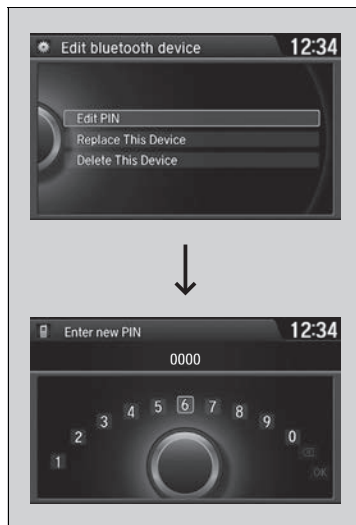 Edit bluetooth device 12:34
Edit PIN
Replace This Device
Delete This Device
Enter new PIN 12:34
0000
1 2 3 4 5 6 7 8 9 0
OK